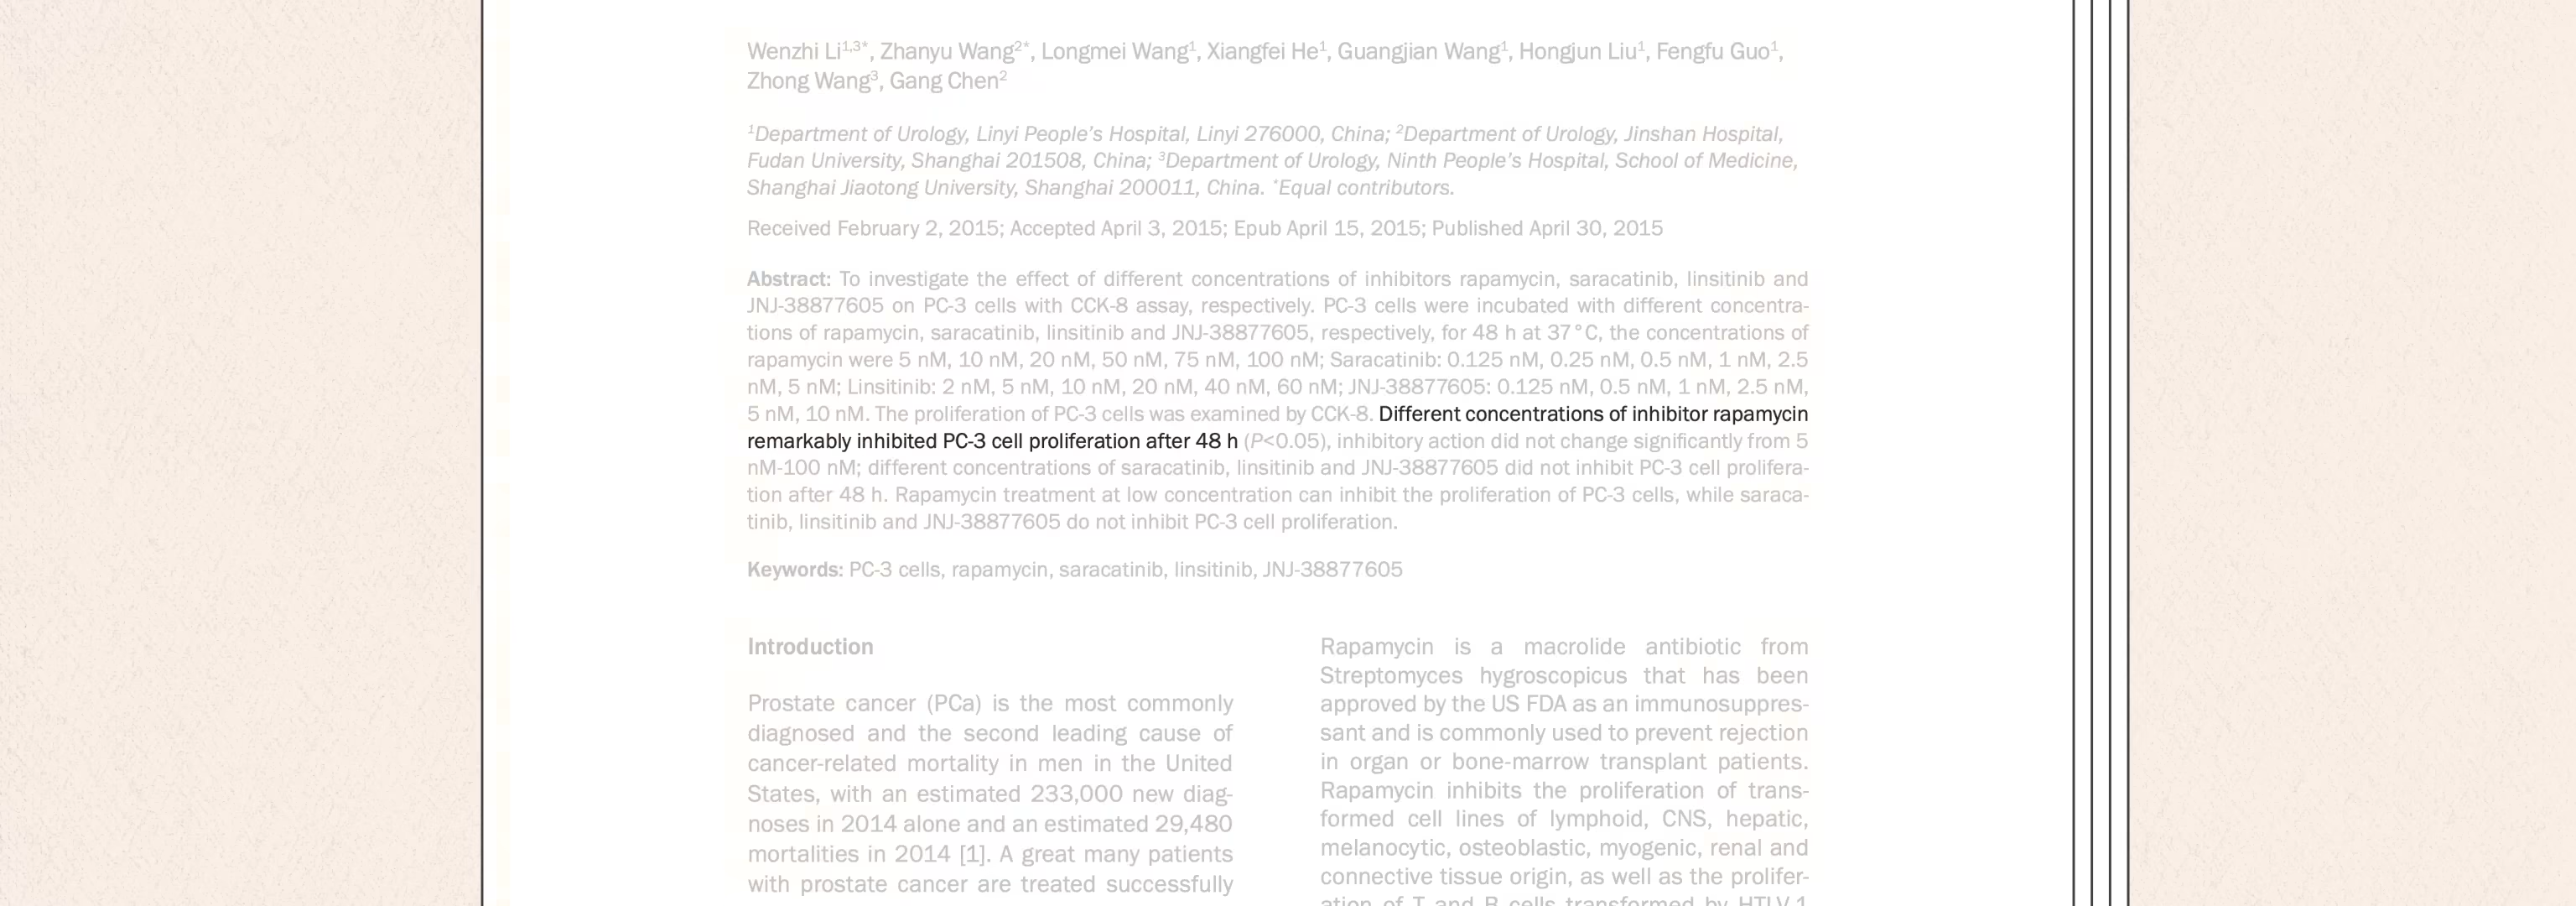 Wenzhi Li1,3*, Zhanyu Wang2*, Longmei Wang1, Xiangfei He1, Guangjian Wang1, Hongjun Liu1, Fengfu Guo1,
Zhong Wang3, Gang Chen2
1Department of Urology, Linyi People's Hospital, Linyi 276000, China; 2Department of Urology, Jinshan Hospital,
Fudan University, Shanghai 201508, China; 3Department of Urology, Ninth People's Hospital, School of Medicine,
Shanghai Jiaotong University, Shanghai 200011, China. *Equal contributors.
Received February 2, 2015; Accepted April 3, 2015; Epub April 15, 2015; Published April 30, 2015
Abstract: To investigate the effect of different concentrations of inhibitors rapamycin, saracatinib, linsitinib and
JNJ-38877605 on PC-3 cells with CCK-8 assay, respectively. PC-3 cells were incubated with different concentra-
tions of rapamycin, saracatinib, linsitinib and JNJ-38877605, respectively, for 48 h at 37°C, the concentrations of
rapamycin were 5 nM, 10 nM, 20 nM, 50 nM, 75 nM, 100 nM; Saracatinib: 0.125 nM, 0.25 nM, 0.5 nM, 1 nM, 2.5
nM, 5 nM; Linsitinib: 2 nM, 5 nM, 10 nM, 20 nM, 40 nM, 60 nM; JNJ-38877605: 0.125 nM, 0.5 nM, 1 nM, 2.5 nM,
5 nM, 10 nM. The proliferation of PC-3 cells was examined by CCK-8. Different concentrations of inhibitor rapamycin
remarkably inhibited PC-3 cell proliferation after 48 h (P<0.05), inhibitory action did not change significantly from 5
nM-100 nM; different concentrations of saracatinib, linsitinib and JNJ-38877605 did not inhibit PC-3 cell prolifera-
tion after 48 h. Rapamycin treatment at low concentration can inhibit the proliferation of PC-3 cells, while saraca-
tinib, linsitinib and JNJ-38877605 do not inhibit PC-3 cell proliferation.
Keywords: PC-3 cells, rapamycin, saracatinib, linsitinib, JNJ-38877605
Introduction
Prostate cancer (PCa) is the most commonly
diagnosed and the second leading cause of
cancer-related mortality in men in the United
States, with an estimated 233,000 new diag-
noses in 2014 alone and an estimated 29,480
mortalities in 2014 [1]. A great many patients
with prostate cancer are treated successfully
Rapamycin is a macrolide antibiotic from
Streptomyces hygroscopicus that has been
approved by the US FDA as an immunosuppres-
sant and is commonly used to prevent rejection
in organ or bone-marrow transplant patients.
Rapamycin inhibits the proliferation of trans-
formed cell lines of lymphoid, CNS, hepatic,
melanocytic, osteoblastic, myogenic, renal and
connective tissue origin, as well as the prolifer-
ation of T and B cells transformed by HTLV-1